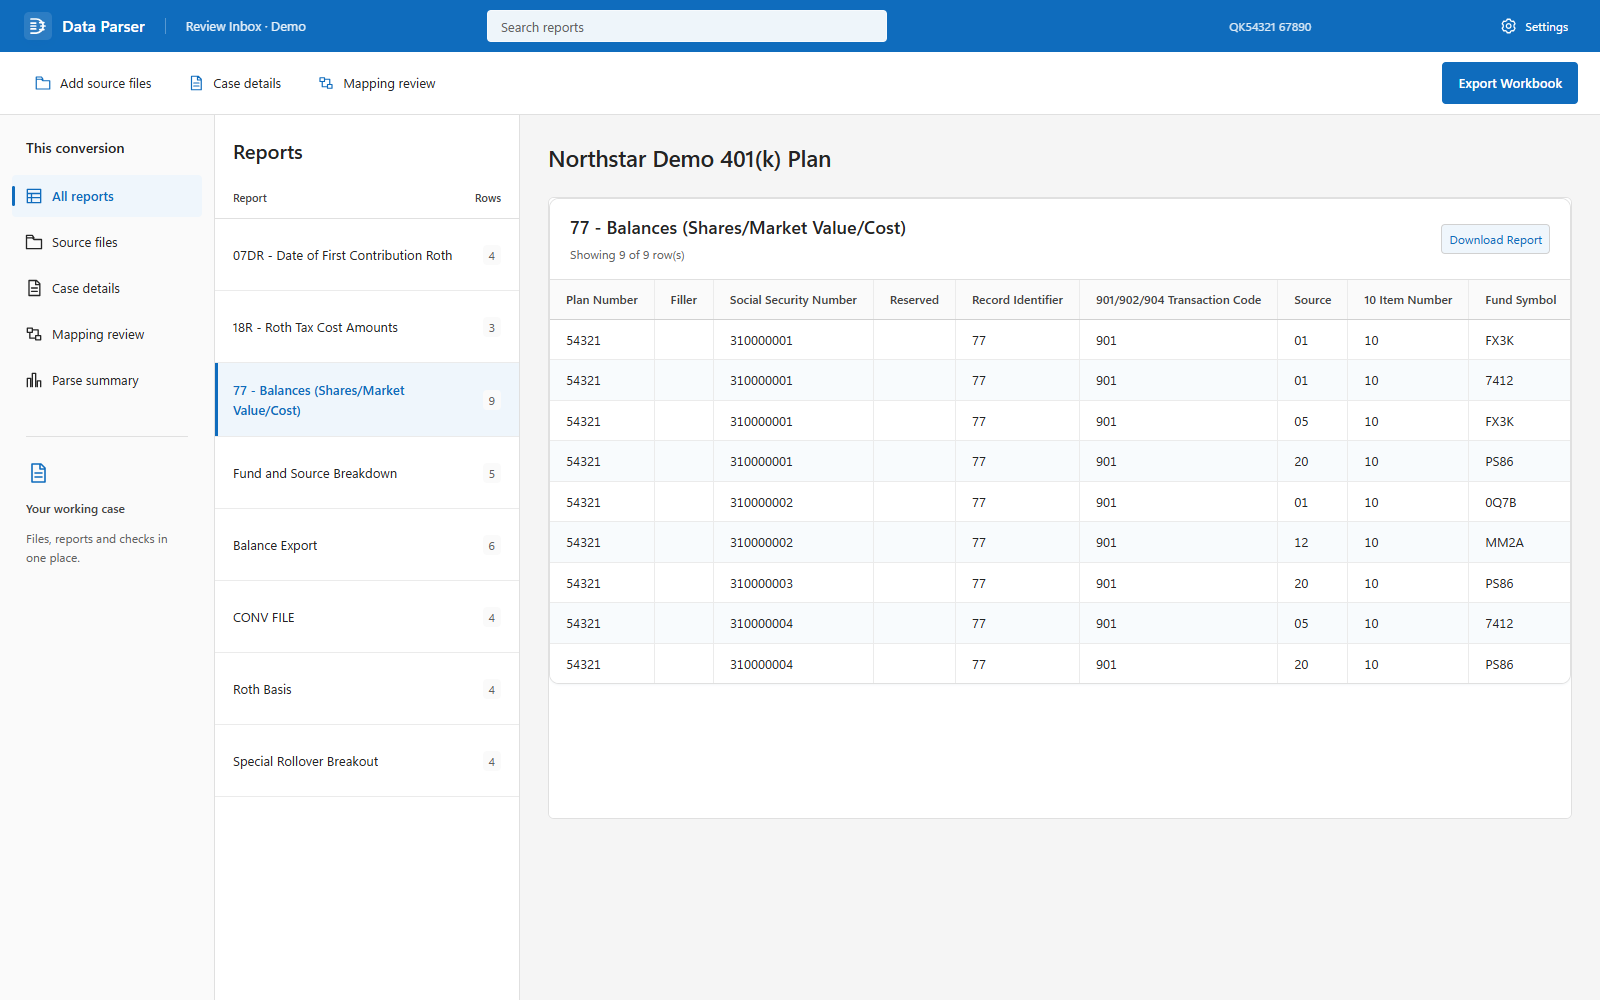 Data Parser
Review Inbox · Demo
Search reports
QK54321 67890
Settings
Add source files
Case details
Mapping review
Export Workbook
This conversion
All reports
Source files
Case details
Mapping review
Parse summary
Your working case
Files, reports and checks in
one place.
Reports
Report Rows
07DR - Date of First Contribution Roth 4
18R - Roth Tax Cost Amounts 3
77 - Balances (Shares/Market
Value/Cost) 9
Fund and Source Breakdown 5
Balance Export 6
CONV FILE 4
Roth Basis 4
Special Rollover Breakout 4
Northstar Demo 401(k) Plan
77 - Balances (Shares/Market Value/Cost)
Showing 9 of 9 row(s)
Download Report
Plan Number Filler Social Security Number Reserved Record Identifier 901/902/904 Transaction Code Source 10 Item Number Fund Symbol
54321 310000001 77 901 01 10 FX3K
54321 310000001 77 901 01 10 7412
54321 310000001 77 901 05 10 FX3K
54321 310000001 77 901 20 10 PS86
54321 310000002 77 901 01 10 0Q7B
54321 310000002 77 901 12 10 MM2A
54321 310000003 77 901 20 10 PS86
54321 310000004 77 901 05 10 7412
54321 310000004 77 901 20 10 PS86